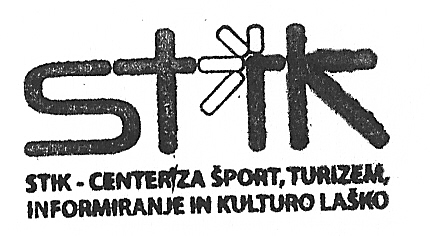 stik
STIK - CENTER ZA ŠPORT, TURIZEM,
INFORMIRANJE IN KULTURO LAŠKO